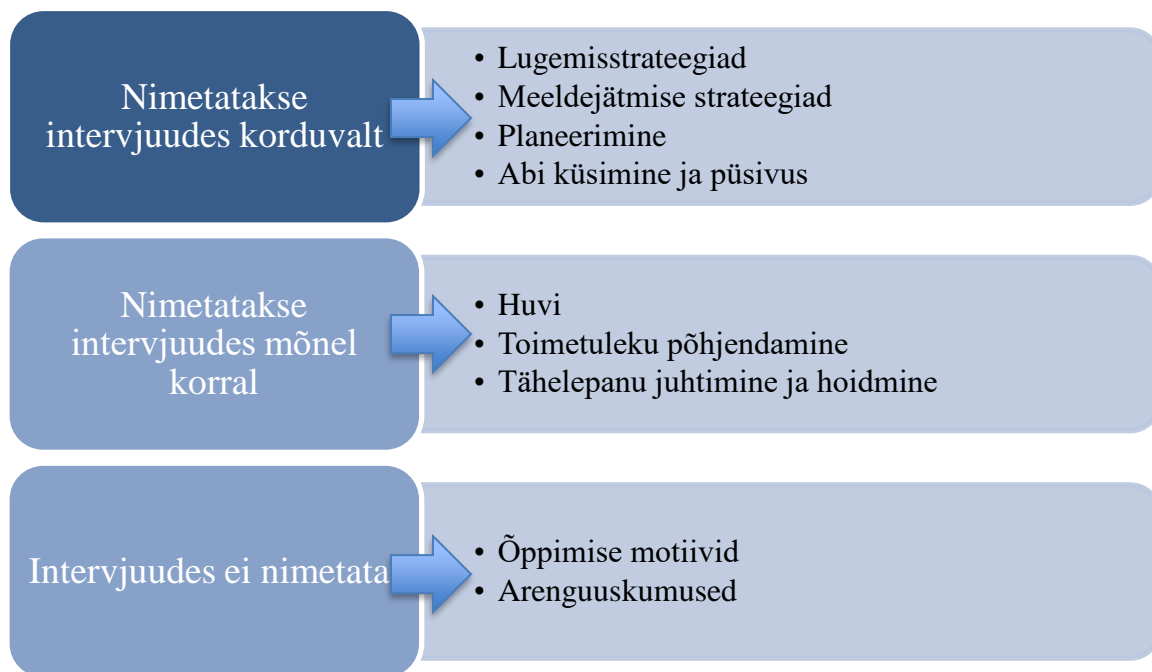 Nimetatakse
intervjuudes korduvalt
• Lugemisstrateegiad
• Meeldejätmise strateegiad
• Planeerimine
• Abi küsimine ja püsivus
Nimetatakse
intervjuudes mõnel
korral
• Huvi
• Toimetuleku põhjendamine
• Tähelepanu juhtimine ja hoidmine
Intervjuudes ei nimetata
• Õppimise motiivid
• Arenguuskumused